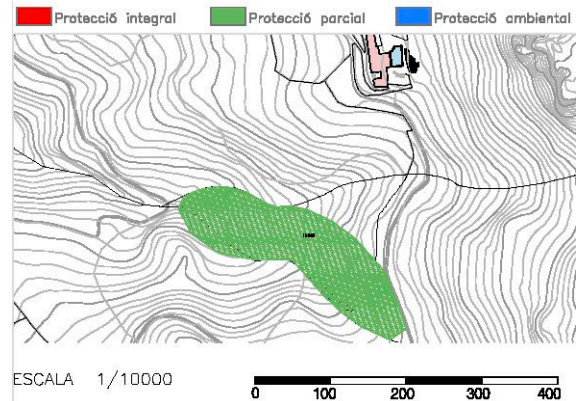 Protecció integral Protecció parcial Protecció ambiental
ESCALA 1/10000
0 100 200 300 400